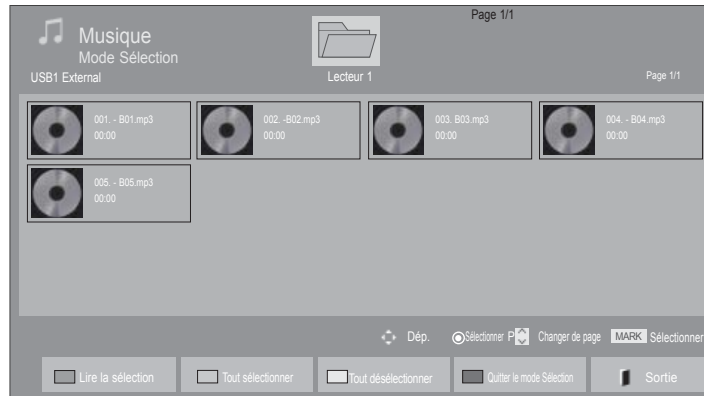 Page 1/1
Musique
Mode Sélection
USB1 External
Lecteur 1
Page 1/1
001. - B01.mp3
00:00
002. -B02.mp3
00:00
003. B03.mp3
00:00
004. - B04.mp3
00:00
005. - B05.mp3
00:00
Dép. Sélectionner P Changer de page MARK Sélectionner
Lire la sélection Tout sélectionner Tout désélectionner Quitter le mode Sélection Sortie